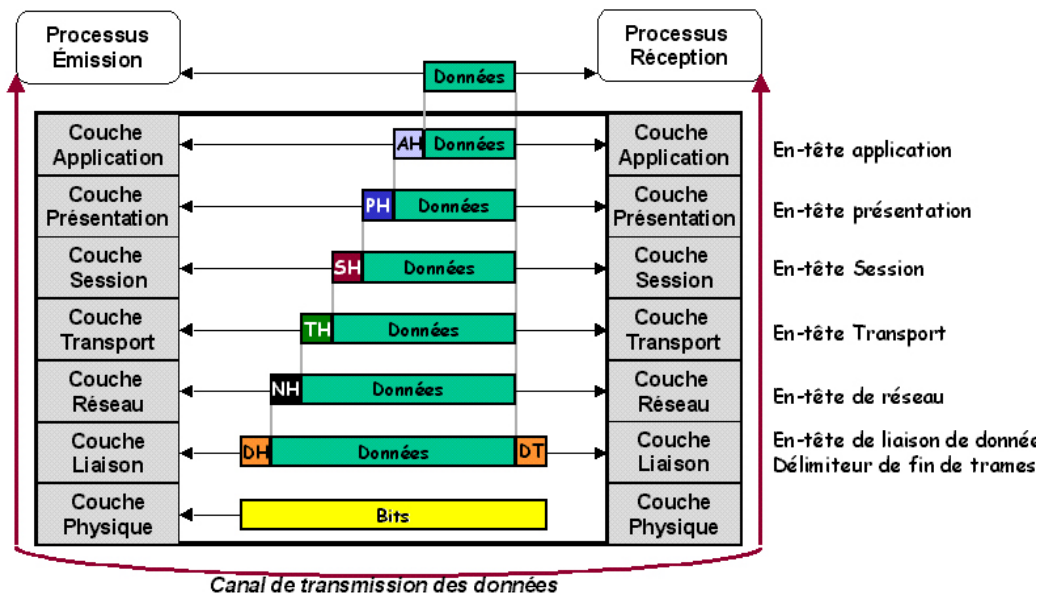 Processus
Émission
Processus
Réception
Données
Couche
Application
AH
Données
Couche
Application
En-tête application
Couche
Présentation
PH
Données
Couche
Présentation
En-tête présentation
Couche
Session
SH
Données
Couche
Session
En-tête Session
Couche
Transport
TH
Données
Couche
Transport
En-tête Transport
Couche
Réseau
NH
Données
Couche
Réseau
En-tête de réseau
Couche
Liaison
DH
Données
DT
Couche
Liaison
En-tête de liaison de donnée
Délimiteur de fin de trames
Couche
Physique
Bits
Couche
Physique
Canal de transmission des données